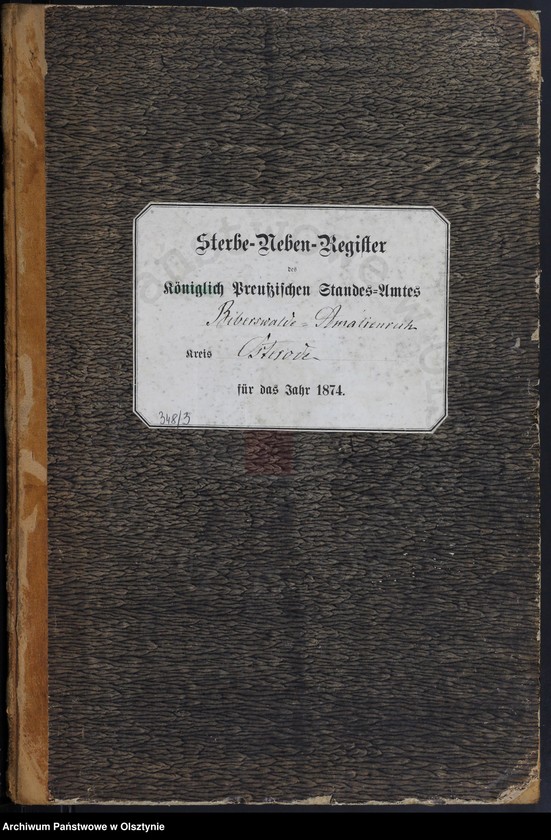 Sterbe-Neben-Register
des
Königlich Preußischen Standes-Amtes
Biberswalde - Amalienruh
Kreis Osterode
für das Jahr 1874.
348/3
Archiwum Państwowe w Olsztynie